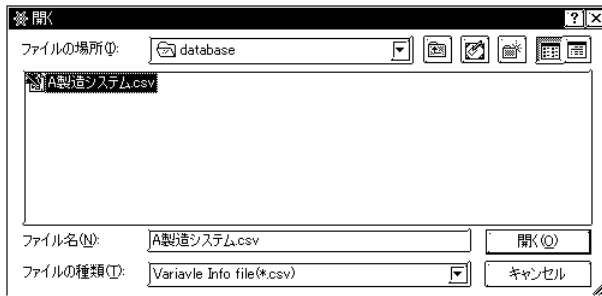 開く
ファイルの場所(I): database
A製造システム.csv
ファイル名(N): A製造システム.csv 開く(O)
ファイルの種類(T): Variavle Info file(*.csv) キャンセル